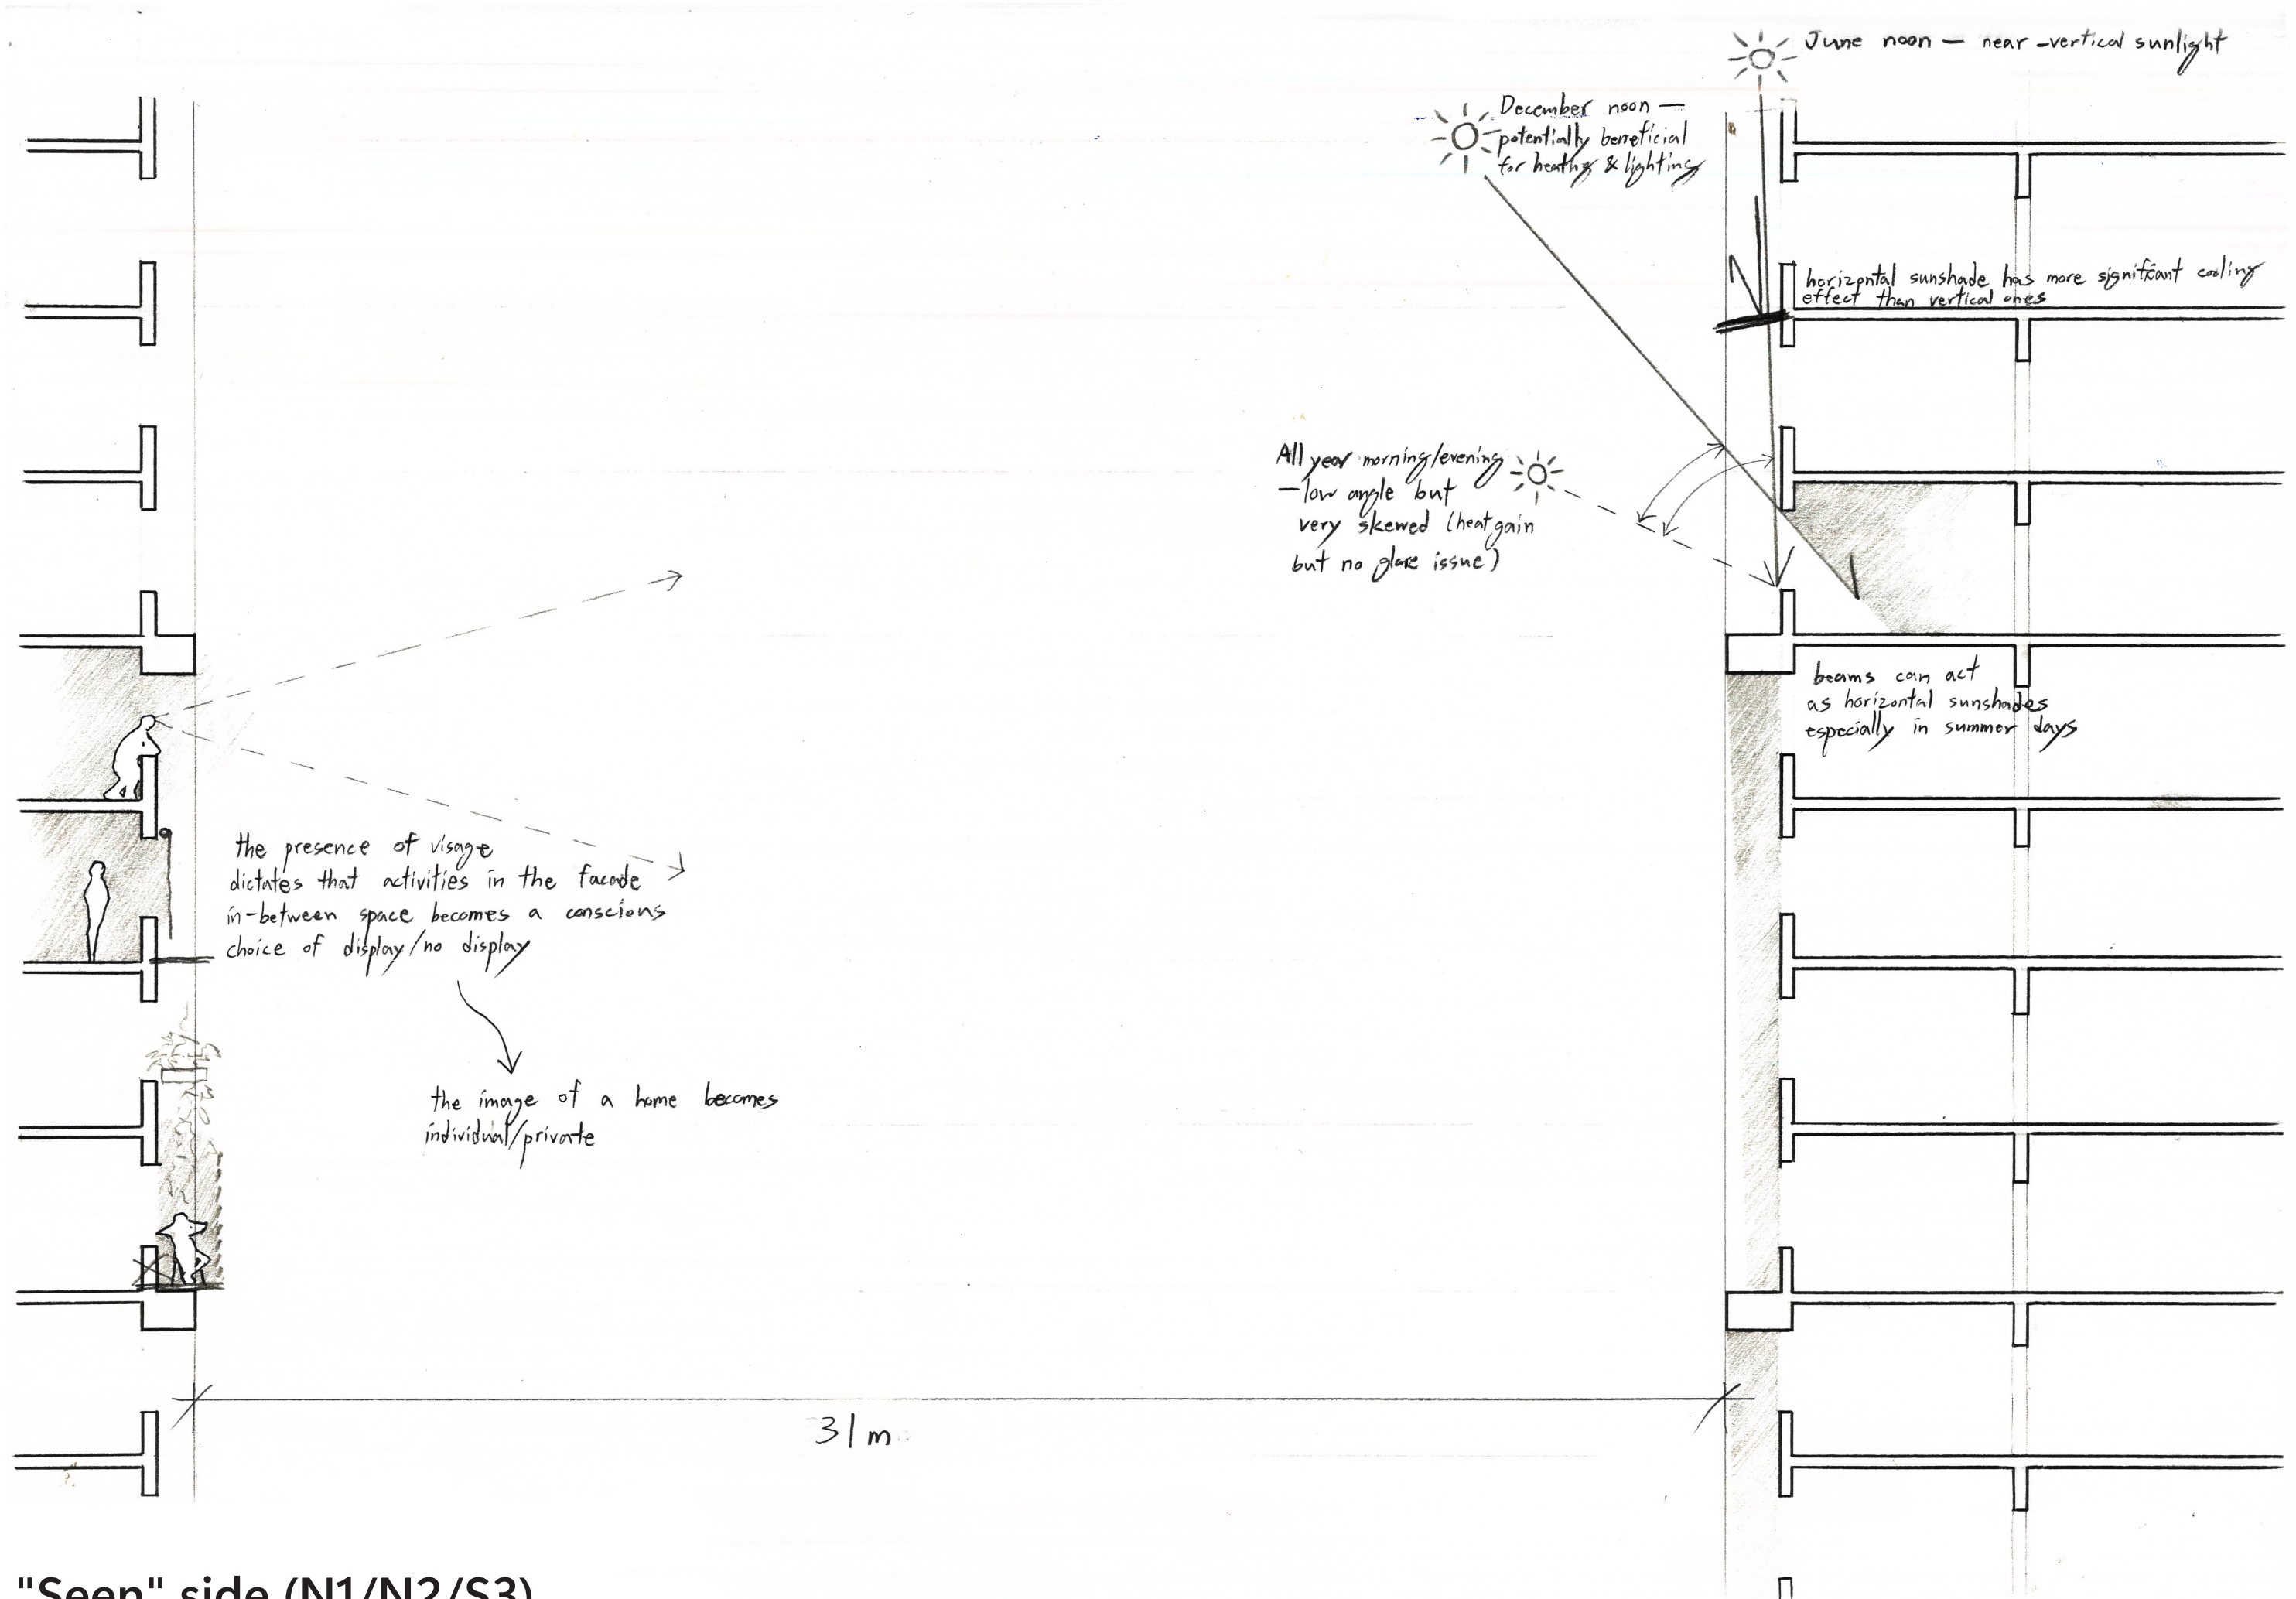 June noon — near-vertical sunlight
December noon —
potentially beneficial
for heating & lighting
horizontal sunshade has more significant cooling
effect than vertical ones
All year morning/evening
— low angle but
very skewed (heat gain
but no glare issue)
beams can act
as horizontal sunshades
especially in summer days
the presence of visage
dictates that activities in the facade
in-between space becomes a conscious
choice of display/no display
the image of a home becomes
individual/private
31 m
"Seen" side (N1/N2/S3)